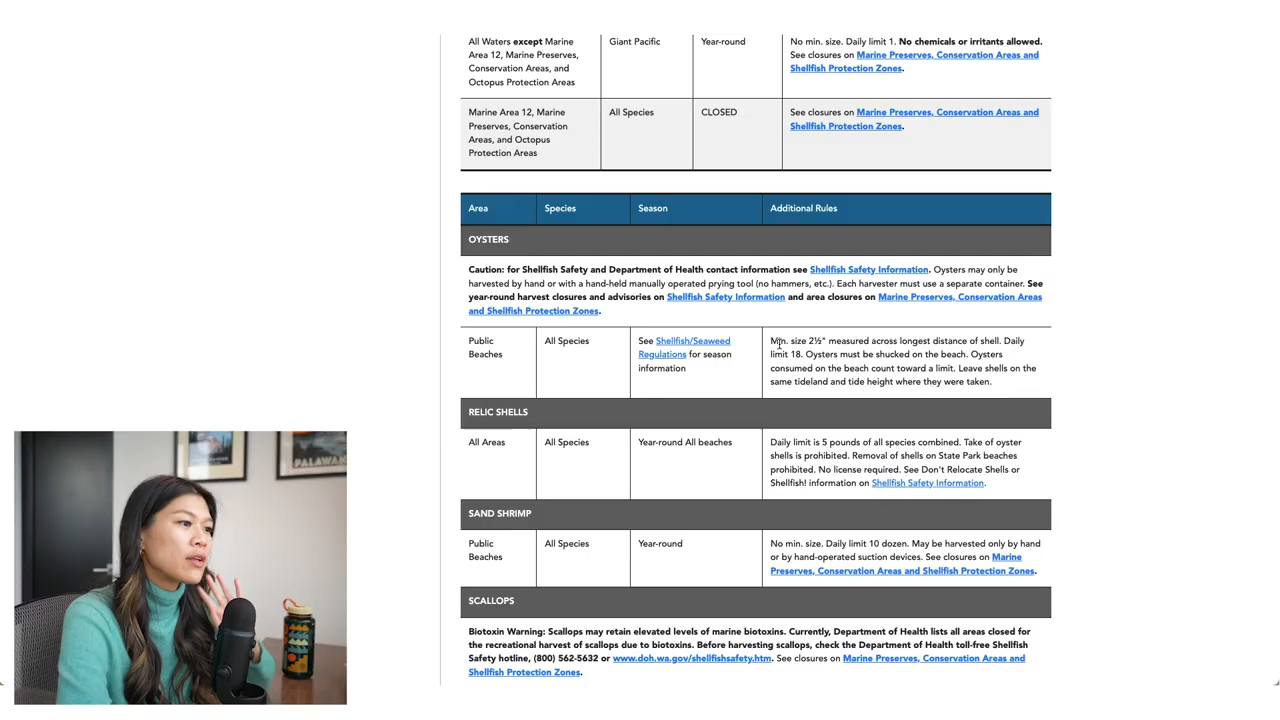 All Waters except Marine
Area 12, Marine Preserves,
Conservation Areas, and
Octopus Protection Areas
Giant Pacific
Year-round
No min. size. Daily limit 1. No chemicals or irritants allowed.
See closures on Marine Preserves, Conservation Areas and
Shellfish Protection Zones.
Marine Area 12, Marine
Preserves, Conservation
Areas, and Octopus
Protection Areas
All Species
CLOSED
See closures on Marine Preserves, Conservation Areas and
Shellfish Protection Zones.
Area
Species
Season
Additional Rules
OYSTERS
Caution: for Shellfish Safety and Department of Health contact information see Shellfish Safety Information. Oysters may only be
harvested by hand or with a hand-held manually operated prying tool (no hammers, etc.). Each harvester must use a separate container. See
year-round harvest closures and advisories on Shellfish Safety Information and area closures on Marine Preserves, Conservation Areas
and Shellfish Protection Zones.
Public
Beaches
All Species
See Shellfish/Seaweed
Regulations for season
information
Min. size 2½" measured across longest distance of shell. Daily
limit 18. Oysters must be shucked on the beach. Oysters
consumed on the beach count toward a limit. Leave shells on the
same tideland and tide height where they were taken.
RELIC SHELLS
All Areas
All Species
Year-round All beaches
Daily limit is 5 pounds of all species combined. Take of oyster
shells is prohibited. Removal of shells on State Park beaches
prohibited. No license required. See Don't Relocate Shells or
Shellfish! information on Shellfish Safety Information.
SAND SHRIMP
Public
Beaches
All Species
Year-round
No min. size. Daily limit 10 dozen. May be harvested only by hand
or by hand-operated suction devices. See closures on Marine
Preserves, Conservation Areas and Shellfish Protection Zones.
SCALLOPS
Biotoxin Warning: Scallops may retain elevated levels of marine biotoxins. Currently, Department of Health lists all areas closed for
the recreational harvest of scallops due to biotoxins. Before harvesting scallops, check the Department of Health toll-free Shellfish
Safety hotline, (800) 562-5632 or www.doh.wa.gov/shellfishsafety.htm. See closures on Marine Preserves, Conservation Areas and
Shellfish Protection Zones.
PALAWAN